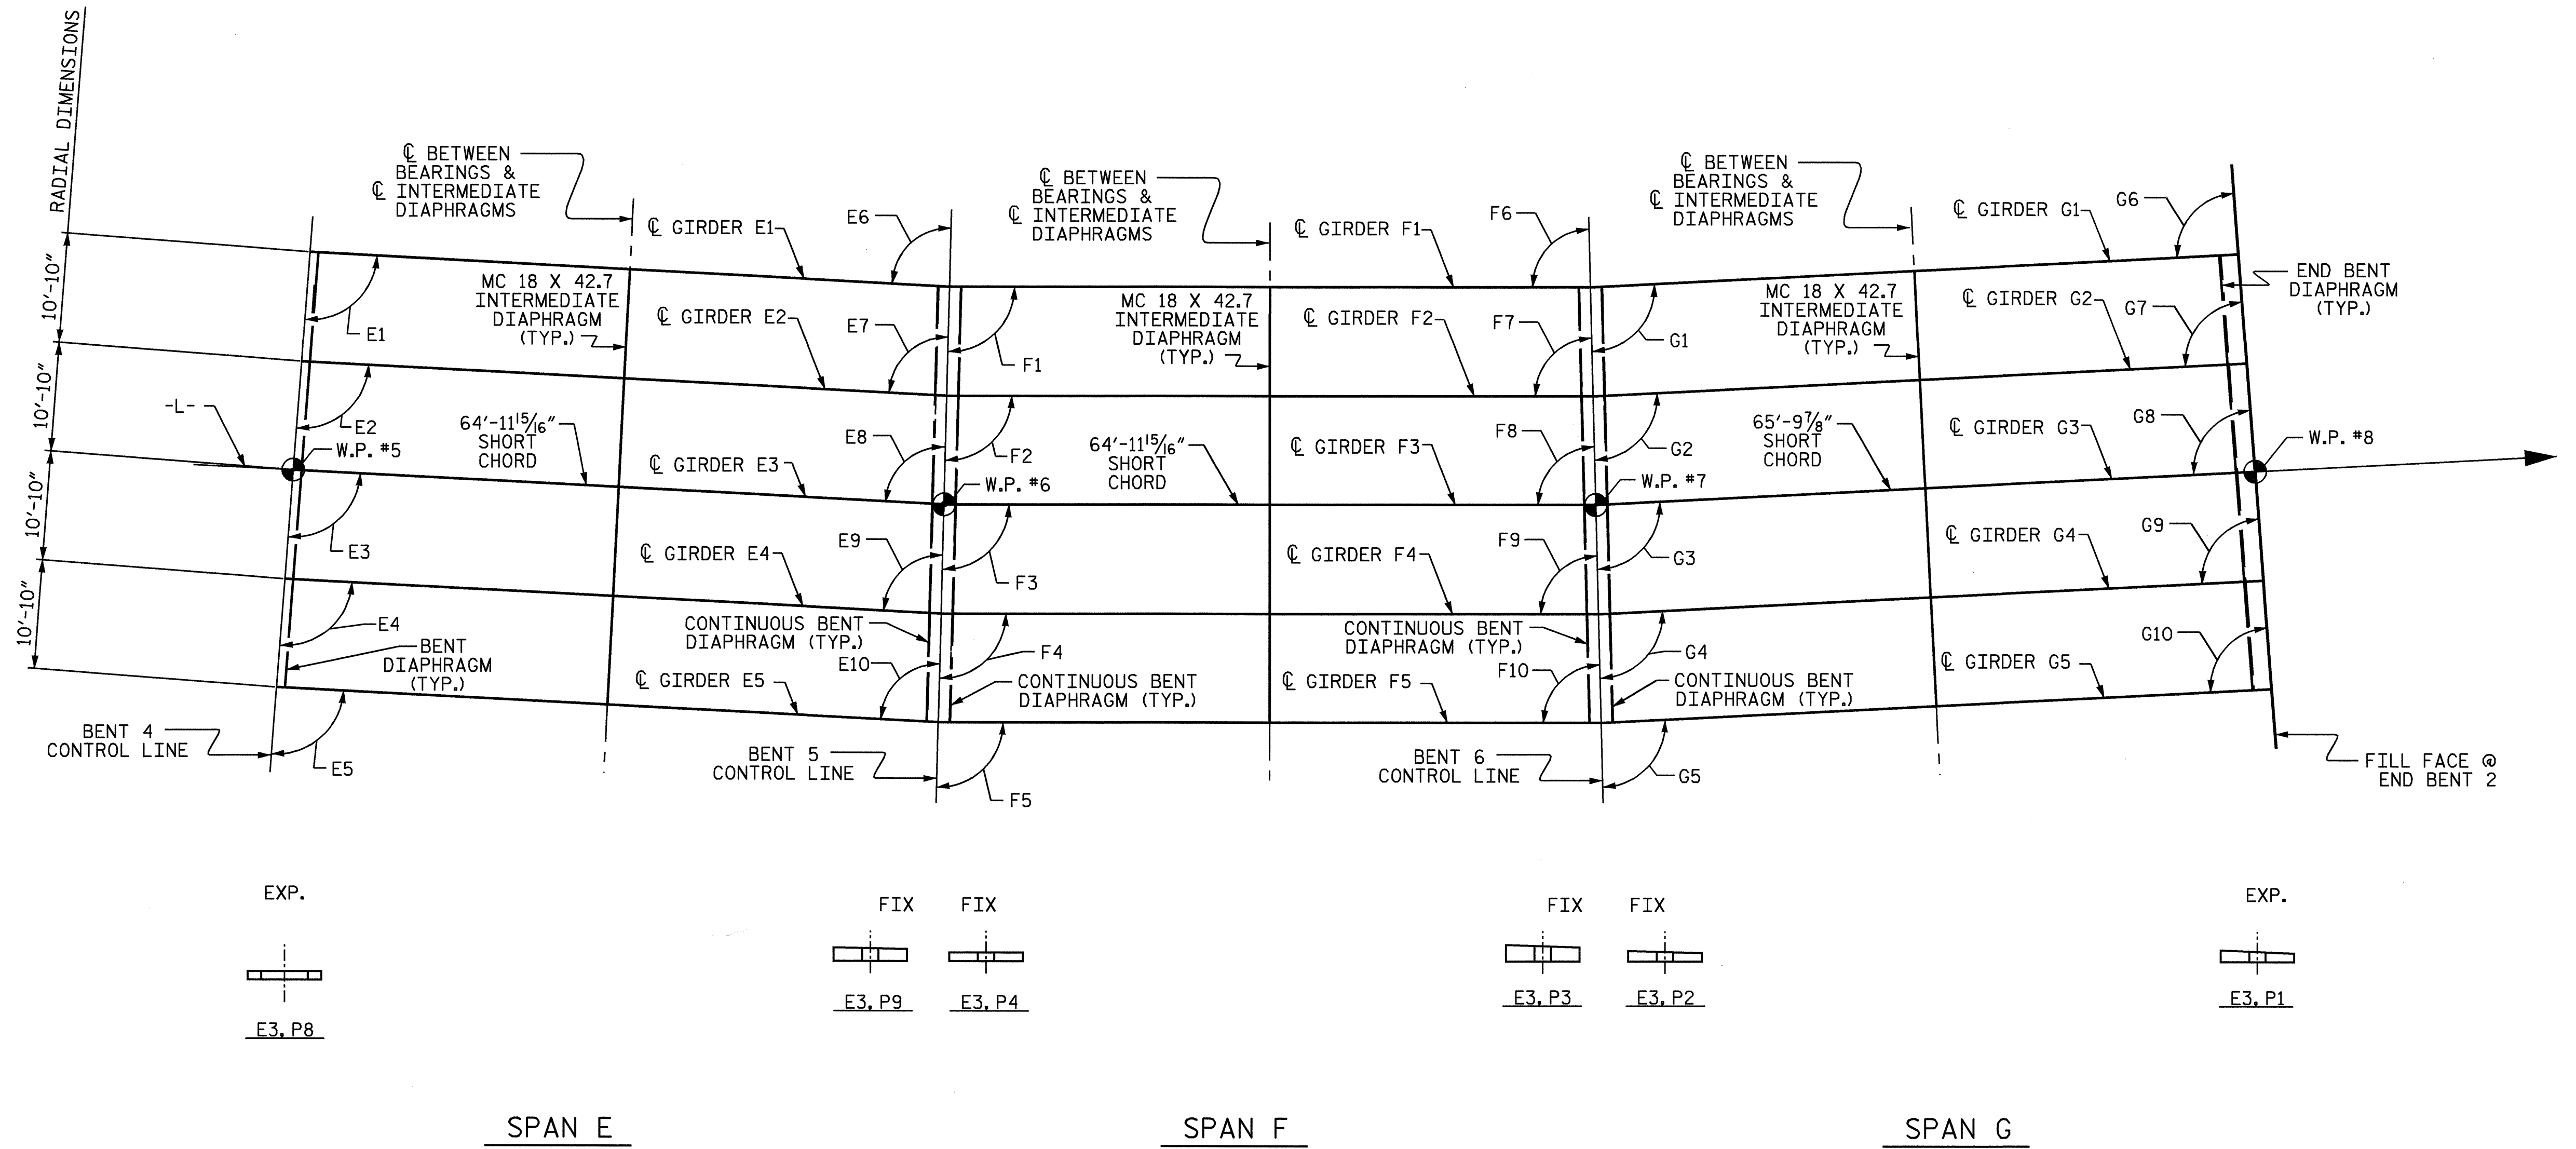 RADIAL DIMENSIONS
10'-10"
10'-10"
10'-10"
10'-10"
℄ BETWEEN
BEARINGS &
℄ INTERMEDIATE
DIAPHRAGMS
℄ BETWEEN
BEARINGS &
℄ INTERMEDIATE
DIAPHRAGMS
℄ BETWEEN
BEARINGS &
℄ INTERMEDIATE
DIAPHRAGMS
℄ GIRDER E1
℄ GIRDER E2
℄ GIRDER E3
℄ GIRDER E4
℄ GIRDER E5
℄ GIRDER F1
℄ GIRDER F2
℄ GIRDER F3
℄ GIRDER F4
℄ GIRDER F5
℄ GIRDER G1
℄ GIRDER G2
℄ GIRDER G3
℄ GIRDER G4
℄ GIRDER G5
MC 18 X 42.7
INTERMEDIATE
DIAPHRAGM
(TYP.)
MC 18 X 42.7
INTERMEDIATE
DIAPHRAGM
(TYP.)
MC 18 X 42.7
INTERMEDIATE
DIAPHRAGM
(TYP.)
E1
E2
E3
E4
E5
E6
E7
E8
E9
E10
F1
F2
F3
F4
F5
F6
F7
F8
F9
F10
G1
G2
G3
G4
G5
G6
G7
G8
G9
G10
END BENT
DIAPHRAGM
(TYP.)
-L-
W.P. #5
W.P. #6
W.P. #7
W.P. #8
64'-11 15/16"
SHORT
CHORD
64'-11 15/16"
SHORT
CHORD
65'-9 7/8"
SHORT
CHORD
BENT
DIAPHRAGM
(TYP.)
CONTINUOUS BENT
DIAPHRAGM (TYP.)
CONTINUOUS BENT
DIAPHRAGM (TYP.)
CONTINUOUS BENT
DIAPHRAGM (TYP.)
CONTINUOUS BENT
DIAPHRAGM (TYP.)
BENT 4
CONTROL LINE
BENT 5
CONTROL LINE
BENT 6
CONTROL LINE
FILL FACE @
END BENT 2
EXP.
FIX
FIX
FIX
FIX
EXP.
E3, P8
E3, P9
E3, P4
E3, P3
E3, P2
E3, P1
SPAN E
SPAN F
SPAN G